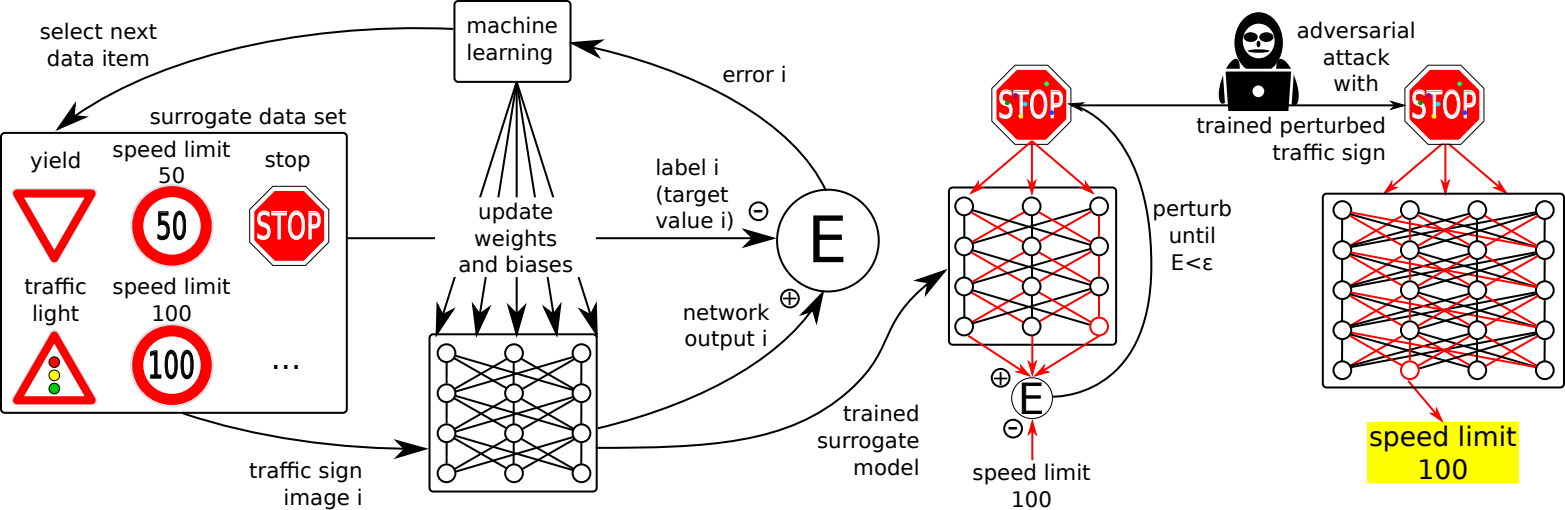 select next
data item
machine
learning
error i
surrogate data set
yield
speed limit
50
stop
50
STOP
traffic
light
speed limit
100
100
...
traffic sign
image i
update
weights
and biases
label i
(target
value i)
E
network
output i
trained
surrogate
model
STOP
perturb
until
E<ε
E
speed limit
100
adversarial
attack
with
trained perturbed
traffic sign
STOP
speed limit
100